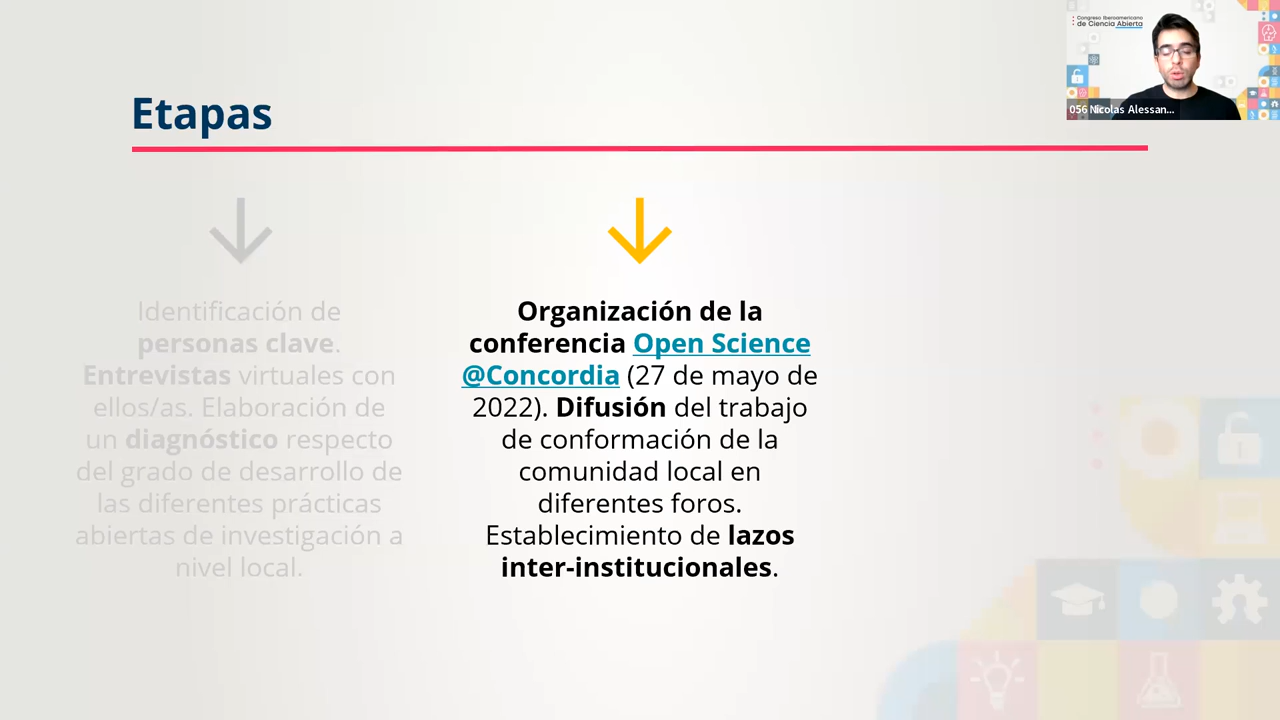 Congreso Iberoamericano
de Ciencia Abierta
056 Nicolas Alessan...
Etapas
Identificación de
personas clave.
Entrevistas virtuales con
ellos/as. Elaboración de
un diagnóstico respecto
del grado de desarrollo de
las diferentes prácticas
abiertas de investigación a
nivel local.
Organización de la
conferencia Open Science
@Concordia (27 de mayo de
2022). Difusión del trabajo
de conformación de la
comunidad local en
diferentes foros.
Establecimiento de lazos
inter-institucionales.